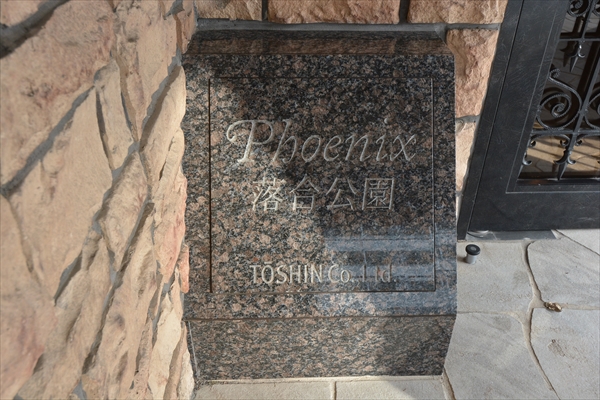 Phoenix
落合公園
TOSHIN Co., Ltd.